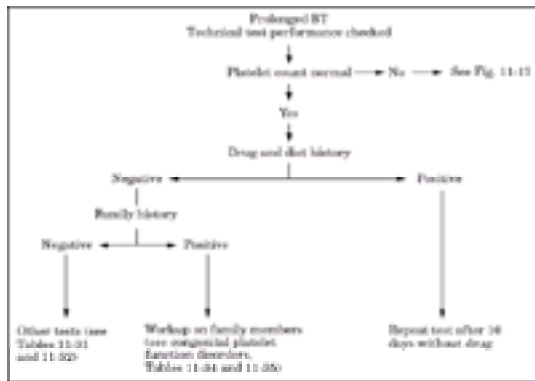 Prolonged BT
Technical test performance checked
Platelet count normal No See Fig.
Yes
Drug and diet history
Negative Positive
Family history
Negative Positive
Other tests (see
Tables 11-31
and 11-32)
Workup on family members
(see congenital platelet
function disorders,
Tables 11-34 and 11-35)
Repeat test after 10
days without drug